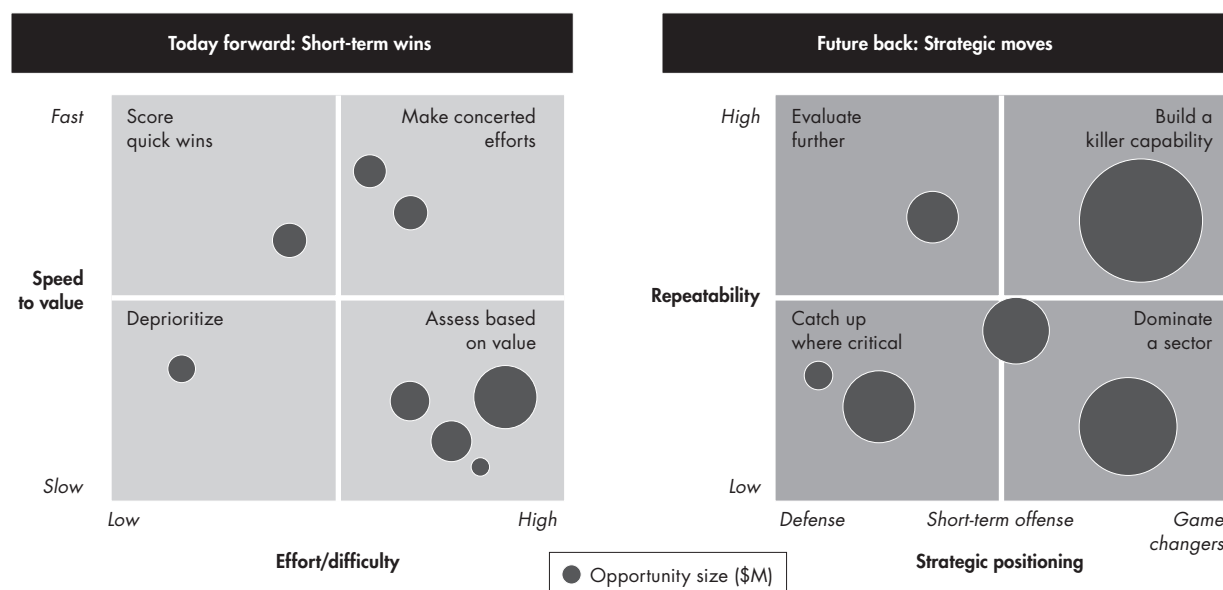 Today forward: Short-term wins
Fast
Score
quick wins
Make concerted
efforts
Speed
to value
Deprioritize
Assess based
on value
Slow
Low
High
Effort/difficulty
Future back: Strategic moves
High
Evaluate
further
Build a
killer capability
Repeatability
Catch up
where critical
Dominate
a sector
Low
Defense
Short-term offense
Game
changers
Strategic positioning
Opportunity size ($M)